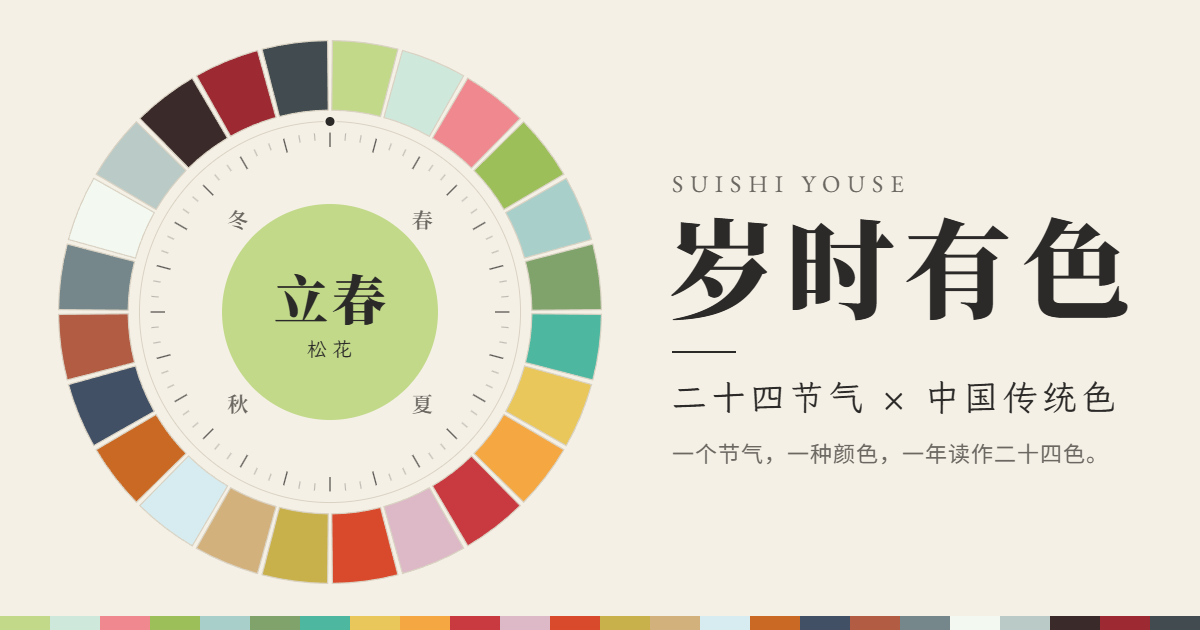 冬
春
立春
松花
秋
夏
SUISHI YOUSE
岁时有色
二十四节气 × 中国传统色
一个节气，一种颜色，一年读作二十四色。